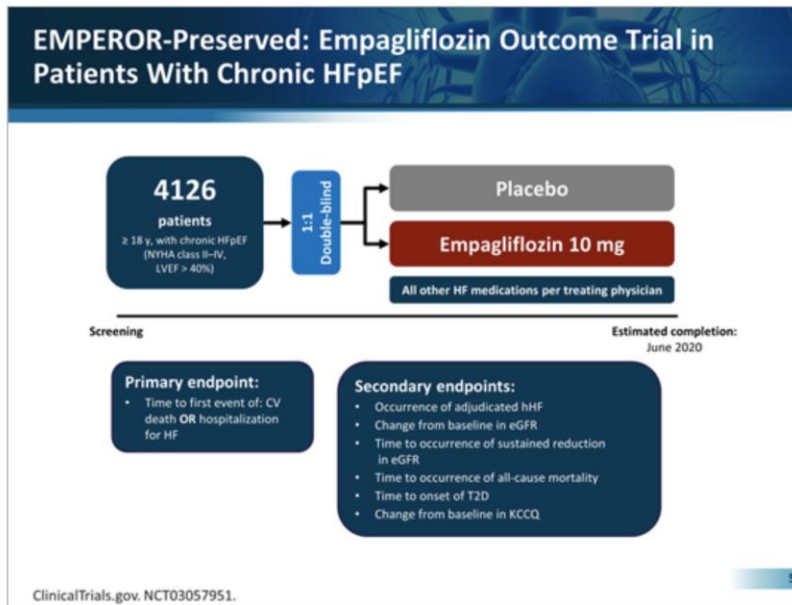 EMPEROR-Preserved: Empagliflozin Outcome Trial in
Patients With Chronic HFpEF
4126
patients
≥ 18 y, with chronic HFpEF
(NYHA class II–IV,
LVEF > 40%)
1:1
Double-blind
Placebo
Empagliflozin 10 mg
All other HF medications per treating physician
Screening
Estimated completion:
June 2020
Primary endpoint:
• Time to first event of: CV
death OR hospitalization
for HF
Secondary endpoints:
• Occurrence of adjudicated hHF
• Change from baseline in eGFR
• Time to occurrence of sustained reduction
in eGFR
• Time to occurrence of all-cause mortality
• Time to onset of T2D
• Change from baseline in KCCQ
ClinicalTrials.gov. NCT03057951.